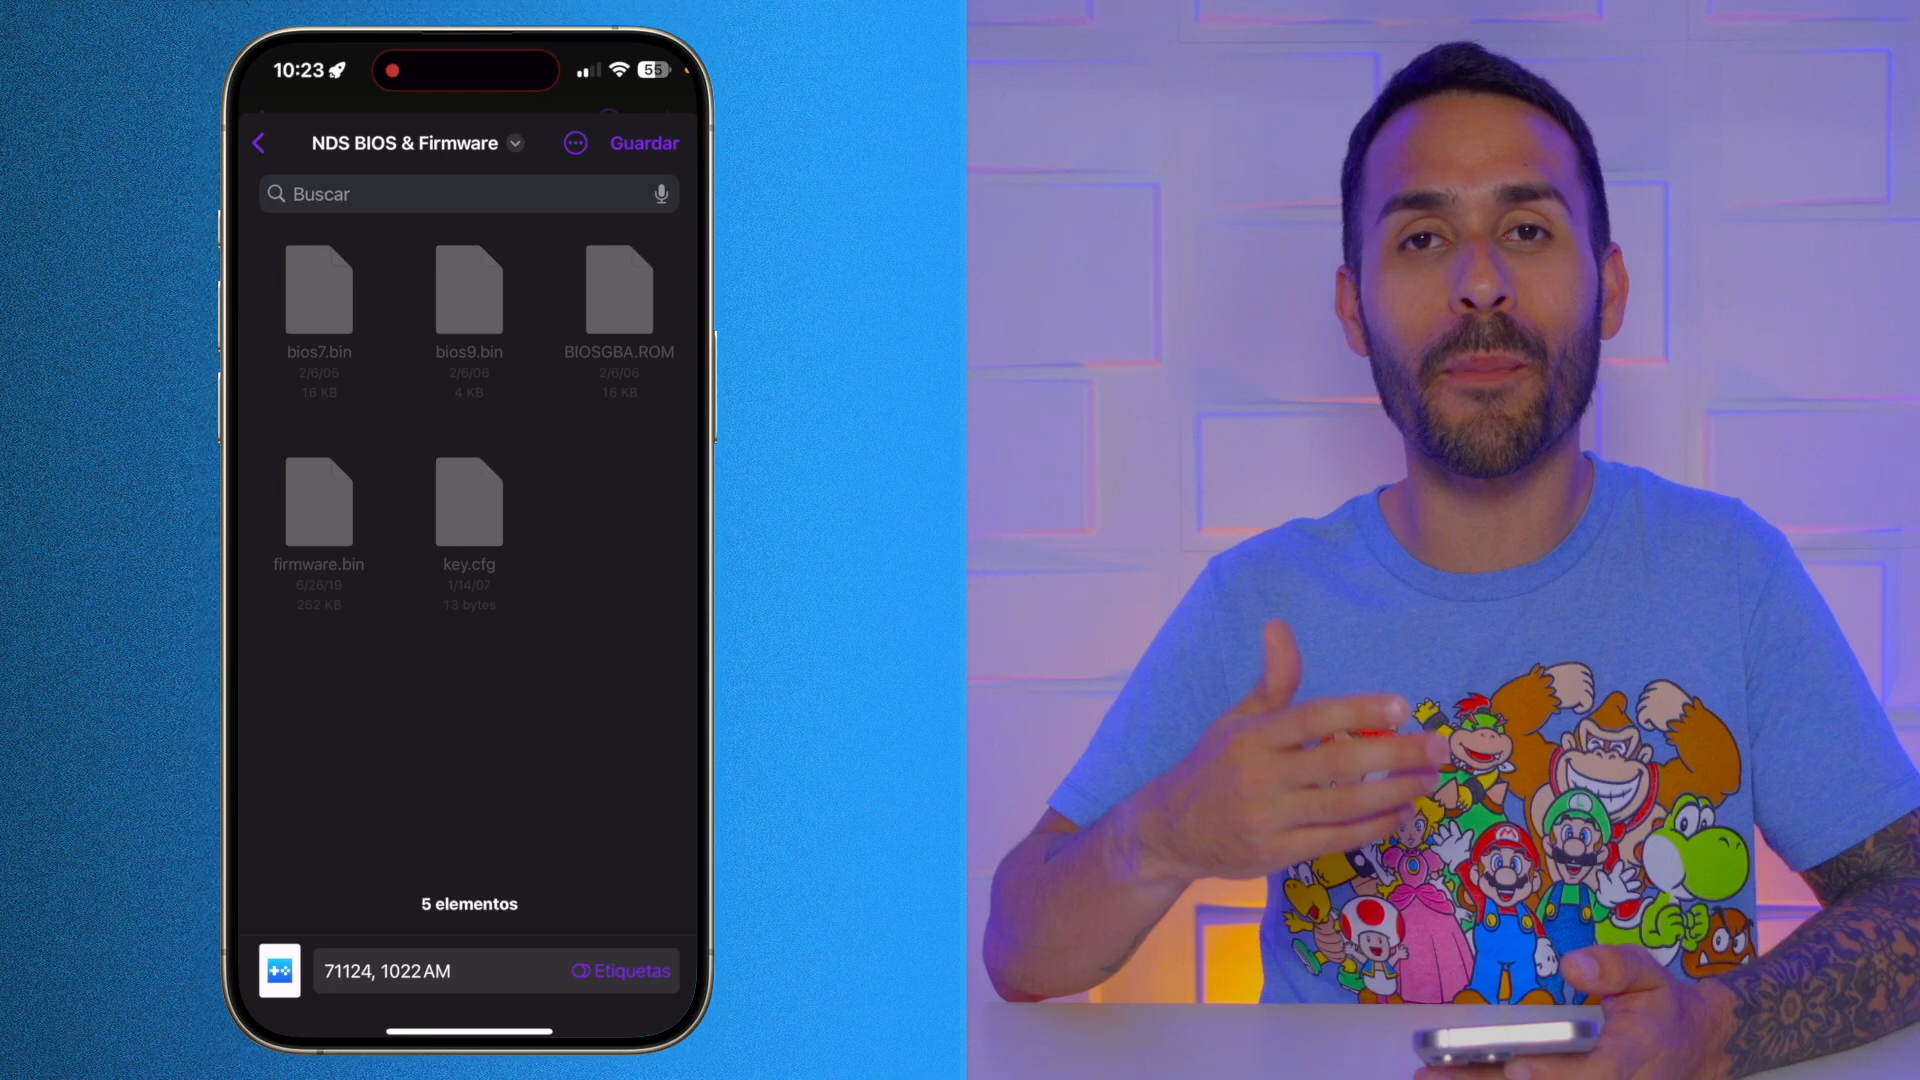 10:23
55
NDS BIOS & Firmware
Guardar
Buscar
bios7.bin
2/6/06
16 KB
bios9.bin
2/6/06
4 KB
BIOSGBA.ROM
2/6/06
16 KB
firmware.bin
6/26/19
262 KB
key.cfg
1/14/07
13 bytes
5 elementos
71124, 1022AM
Etiquetas